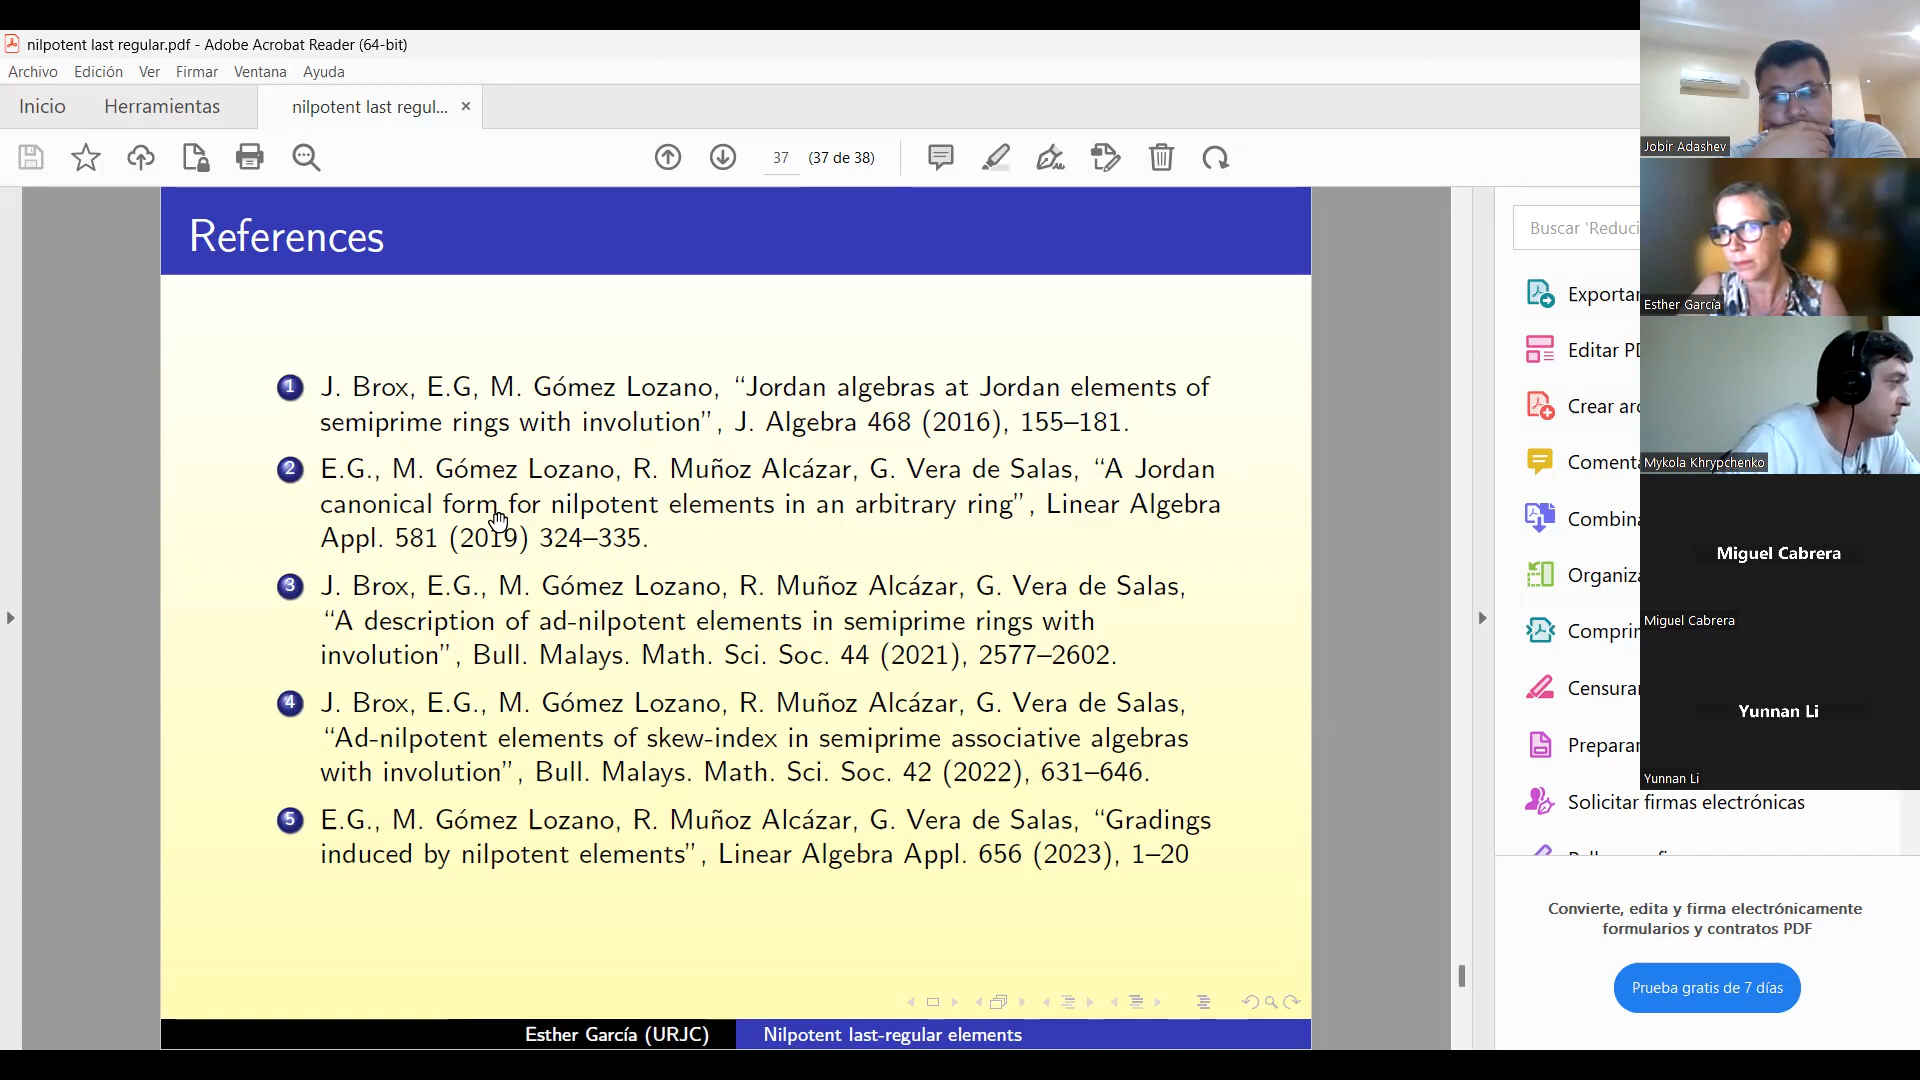 nilpotent last regular.pdf - Adobe Acrobat Reader (64-bit)
Archivo Edición Ver Firmar Ventana Ayuda
Inicio Herramientas nilpotent last regul... ×
37 (37 de 38)
References
1 J. Brox, E.G, M. Gómez Lozano, “Jordan algebras at Jordan elements of
semiprime rings with involution”, J. Algebra 468 (2016), 155–181.
2 E.G., M. Gómez Lozano, R. Muñoz Alcázar, G. Vera de Salas, “A Jordan
canonical form for nilpotent elements in an arbitrary ring”, Linear Algebra
Appl. 581 (2019) 324–335.
3 J. Brox, E.G., M. Gómez Lozano, R. Muñoz Alcázar, G. Vera de Salas,
“A description of ad-nilpotent elements in semiprime rings with
involution”, Bull. Malays. Math. Sci. Soc. 44 (2021), 2577–2602.
4 J. Brox, E.G., M. Gómez Lozano, R. Muñoz Alcázar, G. Vera de Salas,
“Ad-nilpotent elements of skew-index in semiprime associative algebras
with involution”, Bull. Malays. Math. Sci. Soc. 42 (2022), 631–646.
5 E.G., M. Gómez Lozano, R. Muñoz Alcázar, G. Vera de Salas, “Gradings
induced by nilpotent elements”, Linear Algebra Appl. 656 (2023), 1–20
Esther García (URJC) Nilpotent last-regular elements
Buscar 'Reduci
Exportar
Editar PD
Crear arc
Comenta
Combina
Organiza
Comprim
Censurar
Preparar
Solicitar firmas electrónicas
Convierte, edita y firma electrónicamente
formularios y contratos PDF
Prueba gratis de 7 días
Jobir Adashev
Esther García
Mykola Khrypchenko
Miguel Cabrera
Miguel Cabrera
Yunnan Li
Yunnan Li